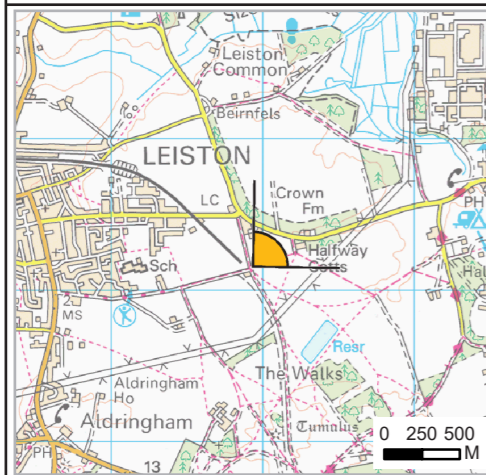 Leiston
Common
Beirnfels
LEISTON
LC
Crown
Fm
PH
Halfway
Cotts
Sch
Hal
MS
Resr
The Walks
Aldringham
Ho
Aldringham
Tumulus
PH
13
0 250 500
M